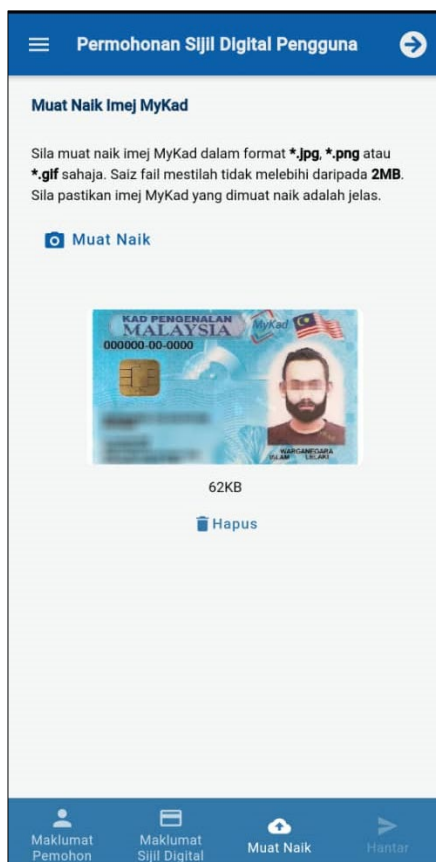 Permohonan Sijil Digital Pengguna
Muat Naik Imej MyKad
Sila muat naik imej MyKad dalam format *.jpg, *.png atau
*.gif sahaja. Saiz fail mestilah tidak melebihi daripada 2MB.
Sila pastikan imej MyKad yang dimuat naik adalah jelas.
Muat Naik
KAD PENGENALAN
MALAYSIA
MyKad
000000-00-0000
WARGANEGARA
ISLAM LELAKI
62KB
Hapus
Maklumat
Pemohon
Maklumat
Sijil Digital
Muat Naik
Hantar